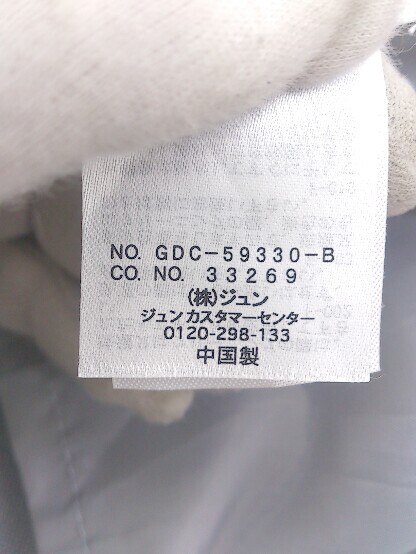 NO. GDC-59330-B
CO. NO. 33269
(株)ジュン
ジュン カスタマーセンター
0120-298-133
中国製